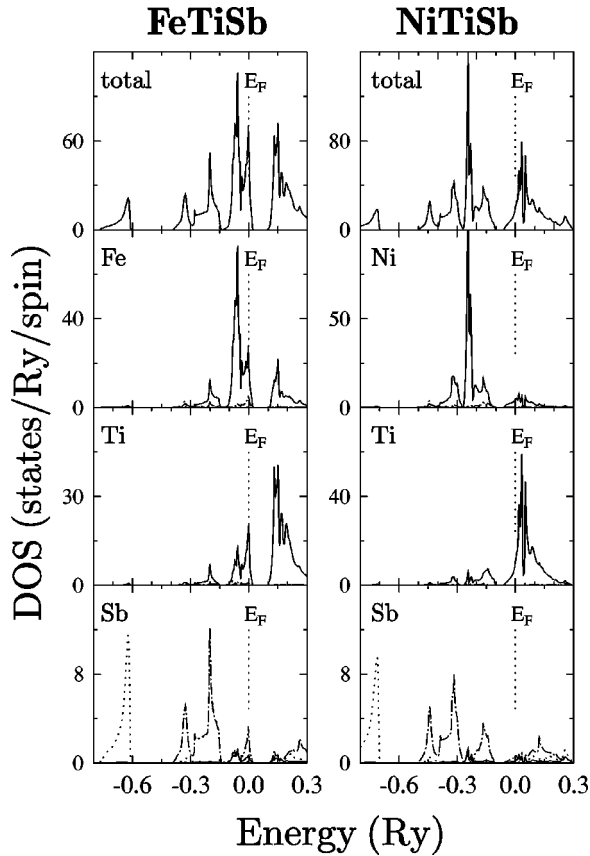 FeTiSb NiTiSb
total E_F total E_F
60 80
0 0
Fe E_F Ni E_F
40 50
0 0
Ti E_F Ti E_F
30 40
0 0
Sb E_F Sb E_F
8 8
0 0
-0.6 -0.3 0.0 0.3 -0.6 -0.3 0.0 0.3
DOS (states/Ry/spin)
Energy (Ry)